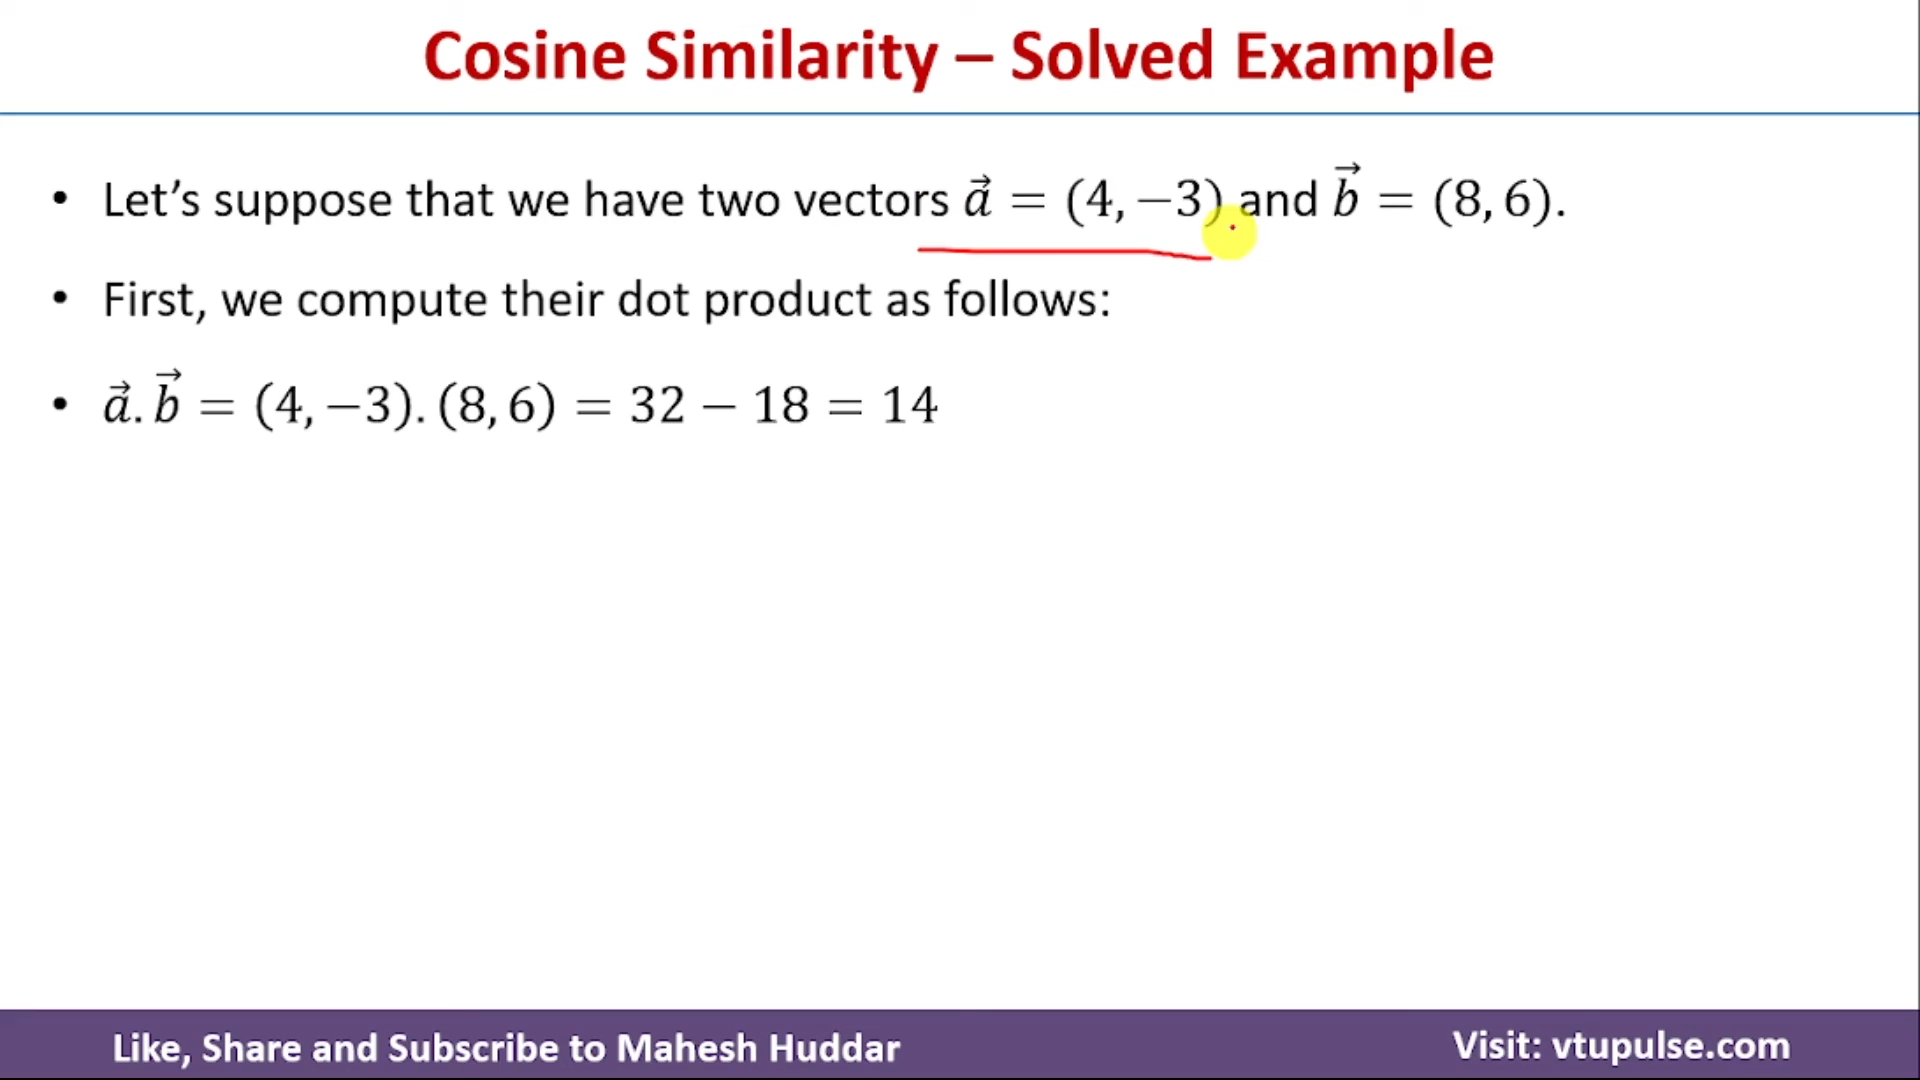 Cosine Similarity – Solved Example
• Let’s suppose that we have two vectors a⃗ = (4, −3) and b⃗ = (8, 6).
• First, we compute their dot product as follows:
• a⃗. b⃗ = (4, −3). (8, 6) = 32 − 18 = 14
Like, Share and Subscribe to Mahesh Huddar
Visit: vtupulse.com